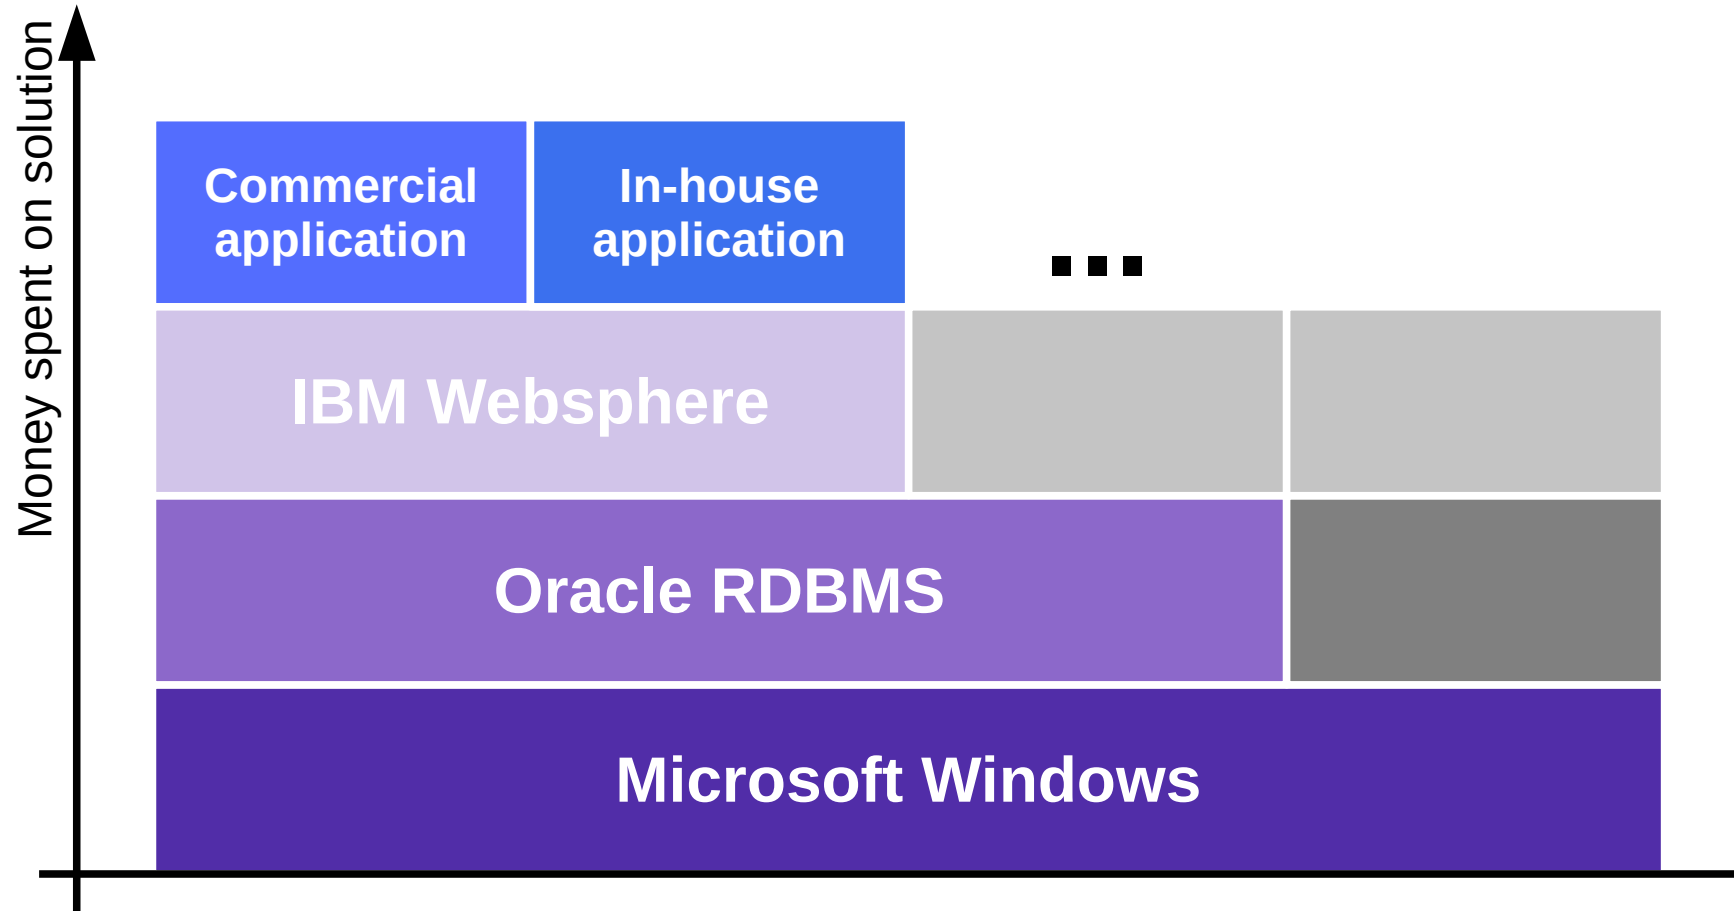 Money spent on solution
Commercial
application
In-house
application
...
IBM Websphere
Oracle RDBMS
Microsoft Windows